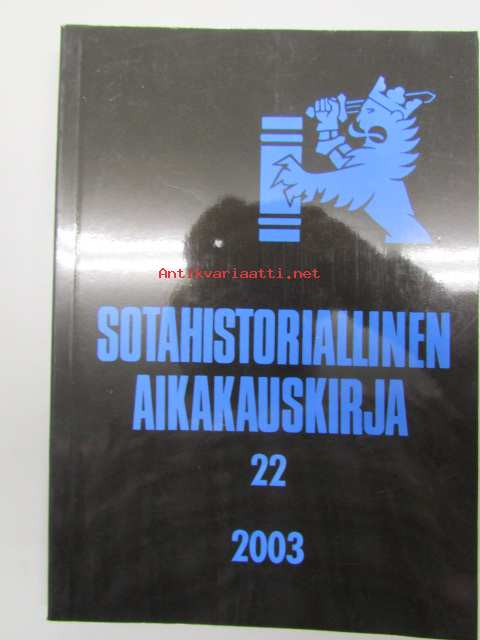 Antikvariaatti.net
SOTAHISTORIALLINEN
AIKAKAUSKIRJA
22
2003